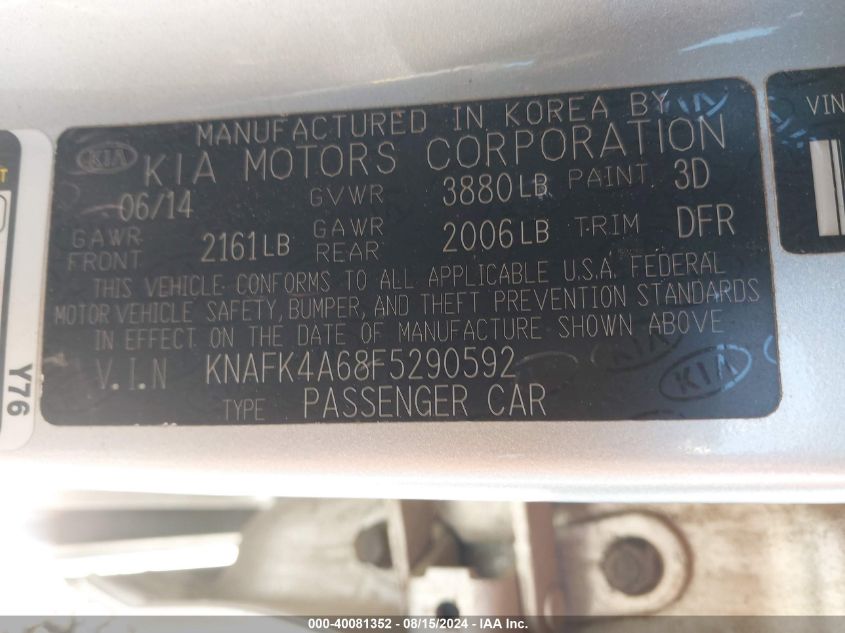 MANUFACTURED IN KOREA BY
KIA KIA MOTORS CORPORATION
06/14 GVWR 3880LB PAINT 3D
GAWR FRONT 2161LB GAWR REAR 2006LB TRIM DFR
THIS VEHICLE CONFORMS TO ALL APPLICABLE U.S.A. FEDERAL
MOTOR VEHICLE SAFETY, BUMPER, AND THEFT PREVENTION STANDARDS
IN EFFECT ON THE DATE OF MANUFACTURE SHOWN ABOVE
V.I.N KNAFK4A68F5290592 KIA
TYPE PASSENGER CAR
Y76
VIN
000-40081352 - 08/15/2024 - IAA Inc.